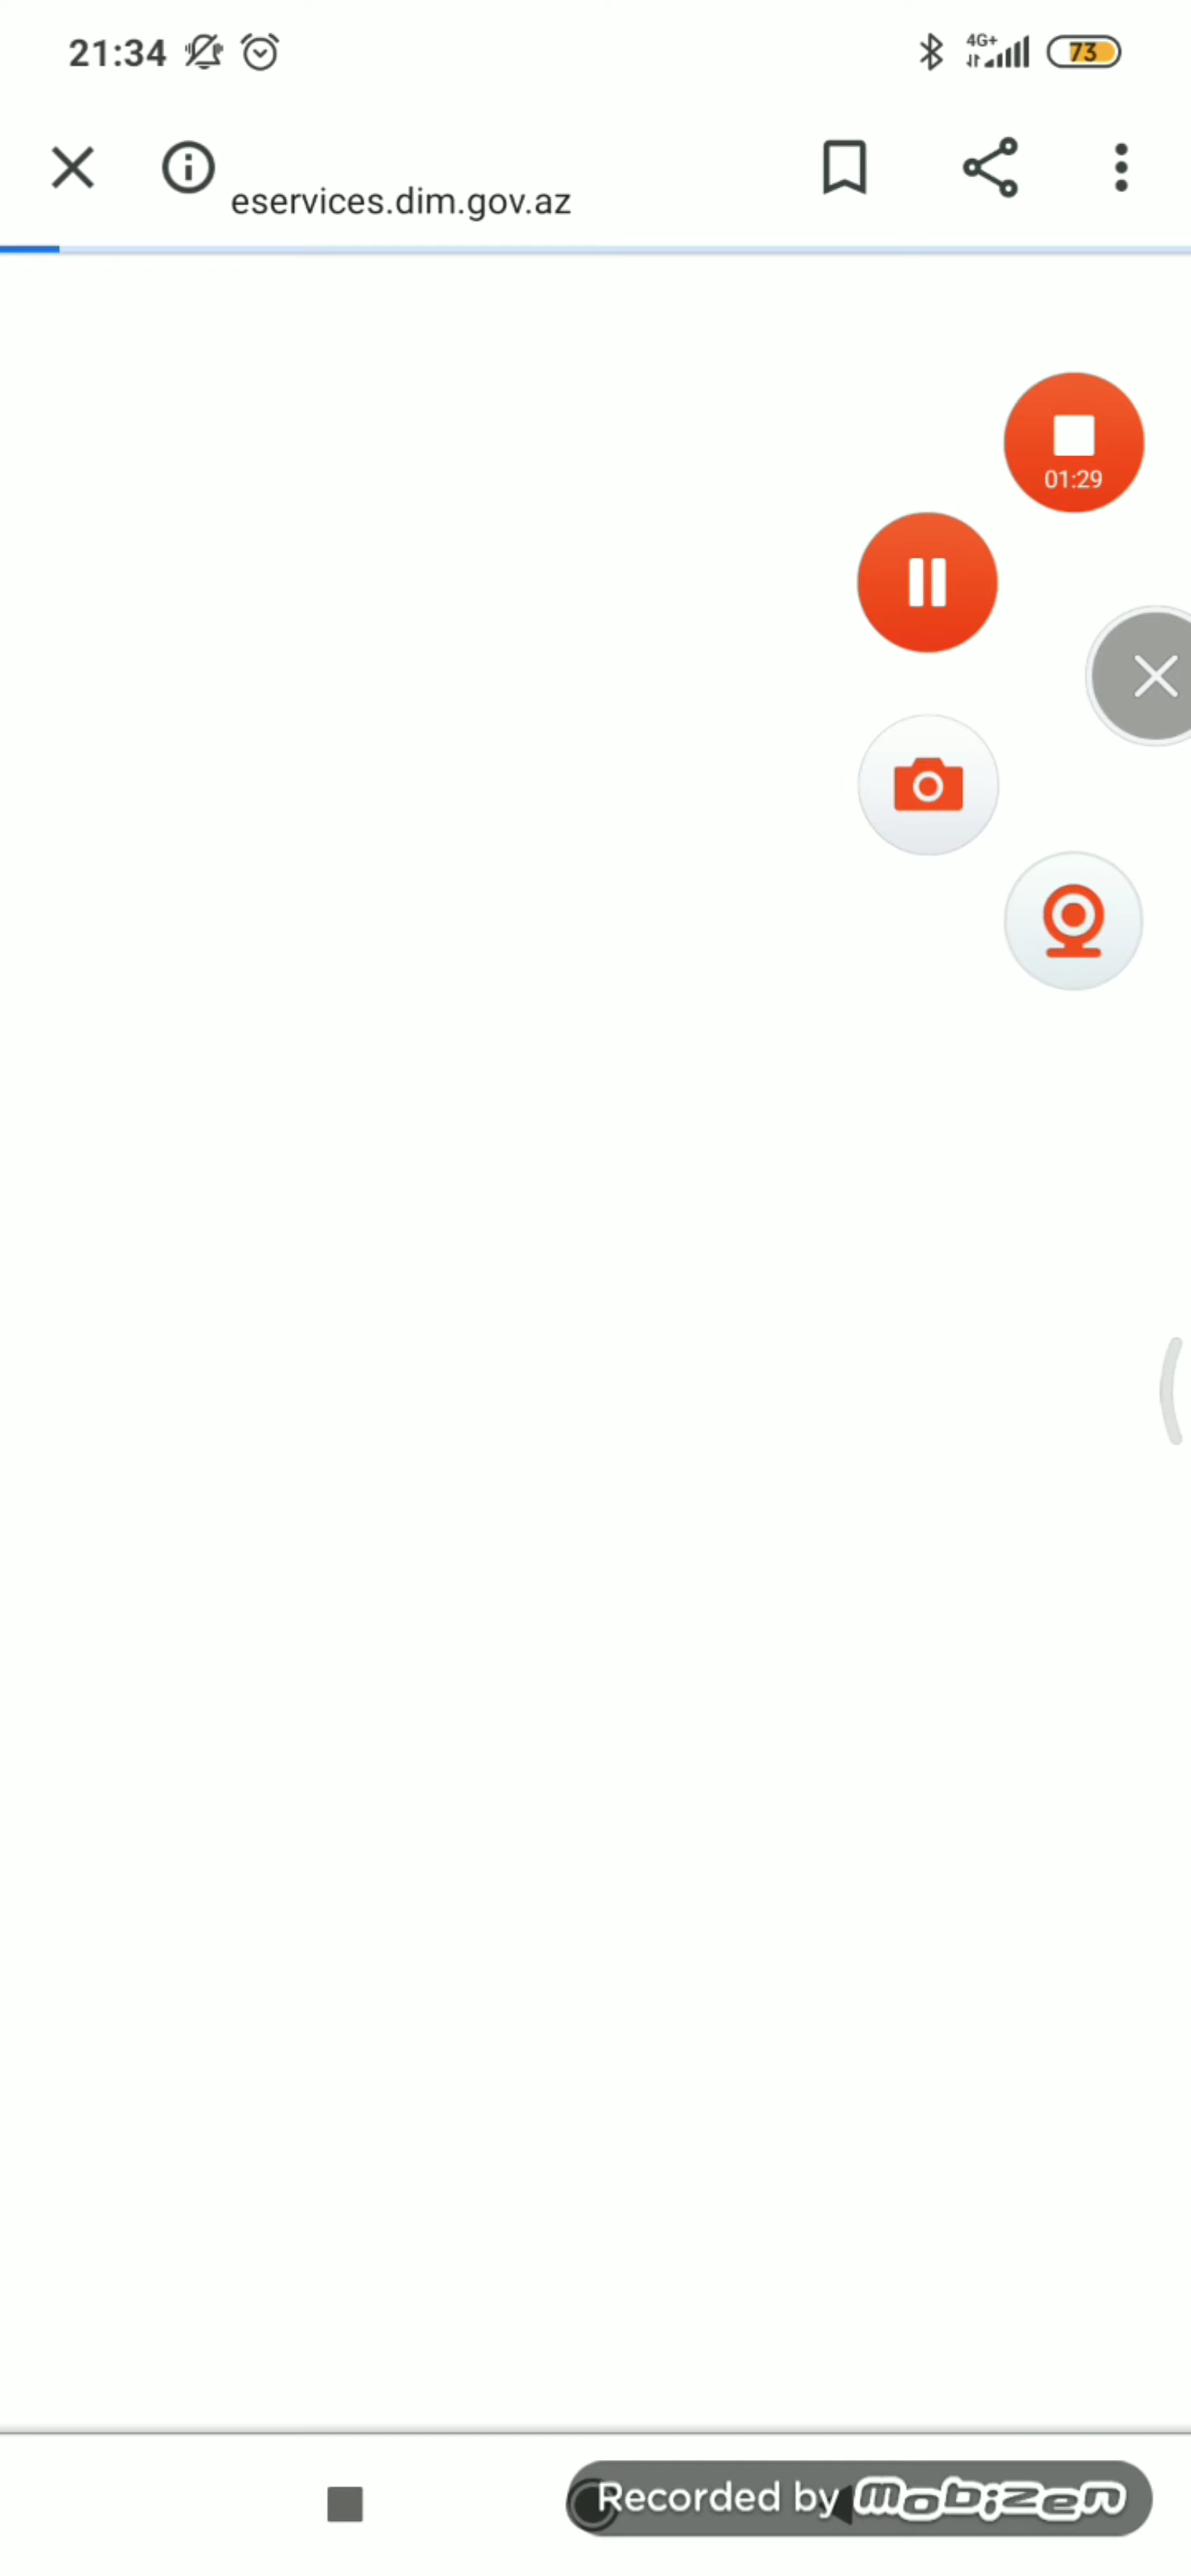 21:34
4G+
73
eservices.dim.gov.az
01:29
Recorded by mobizen